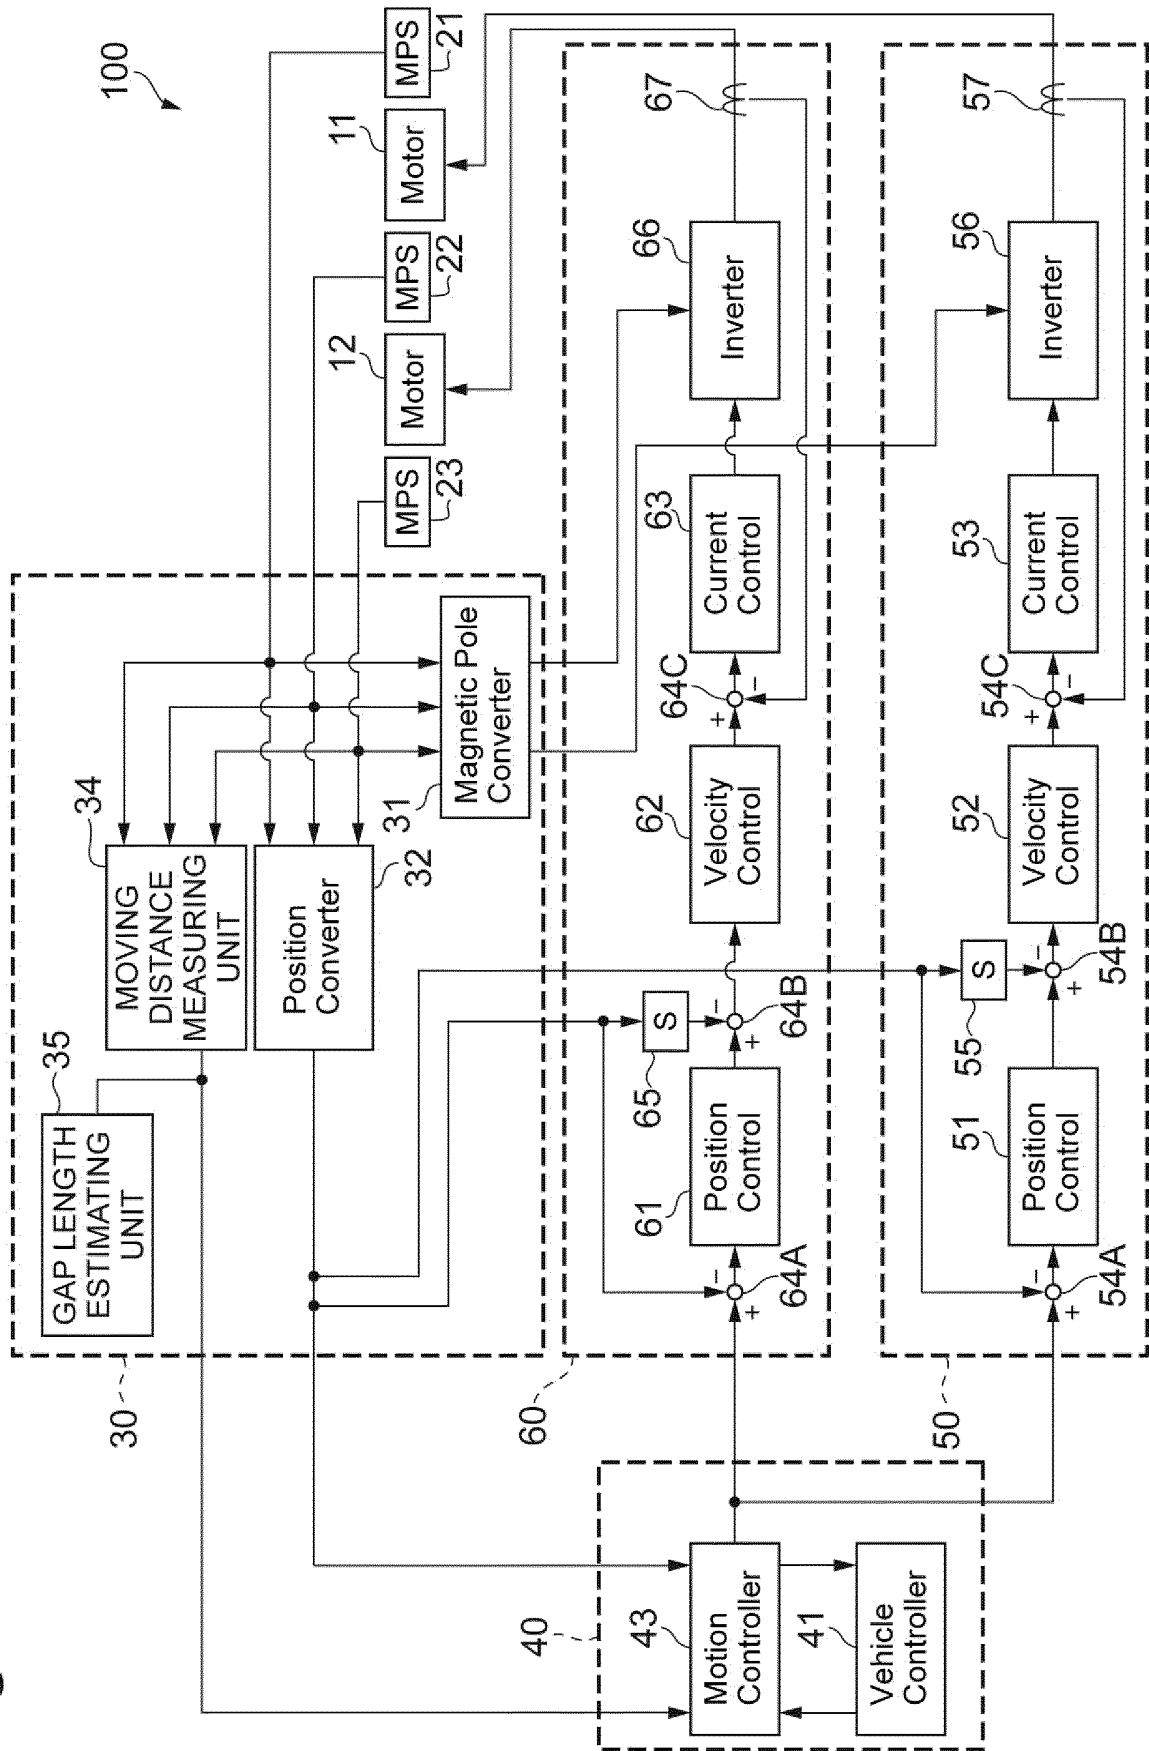 100
MPS
21
Motor
11
MPS
22
Motor
12
MPS
23
30
GAP LENGTH
ESTIMATING
UNIT
35
MOVING
DISTANCE
MEASURING
UNIT
34
Position
Converter
32
Magnetic Pole
Converter
31
60
64A
+
−
Position
Control
61
S
65
64B
+
−
Velocity
Control
62
64C
+
−
Current
Control
63
Inverter
66
67
40
Motion
Controller
43
Vehicle
Controller
41
50
54A
+
−
Position
Control
51
S
55
54B
+
−
Velocity
Control
52
54C
+
−
Current
Control
53
Inverter
56
57